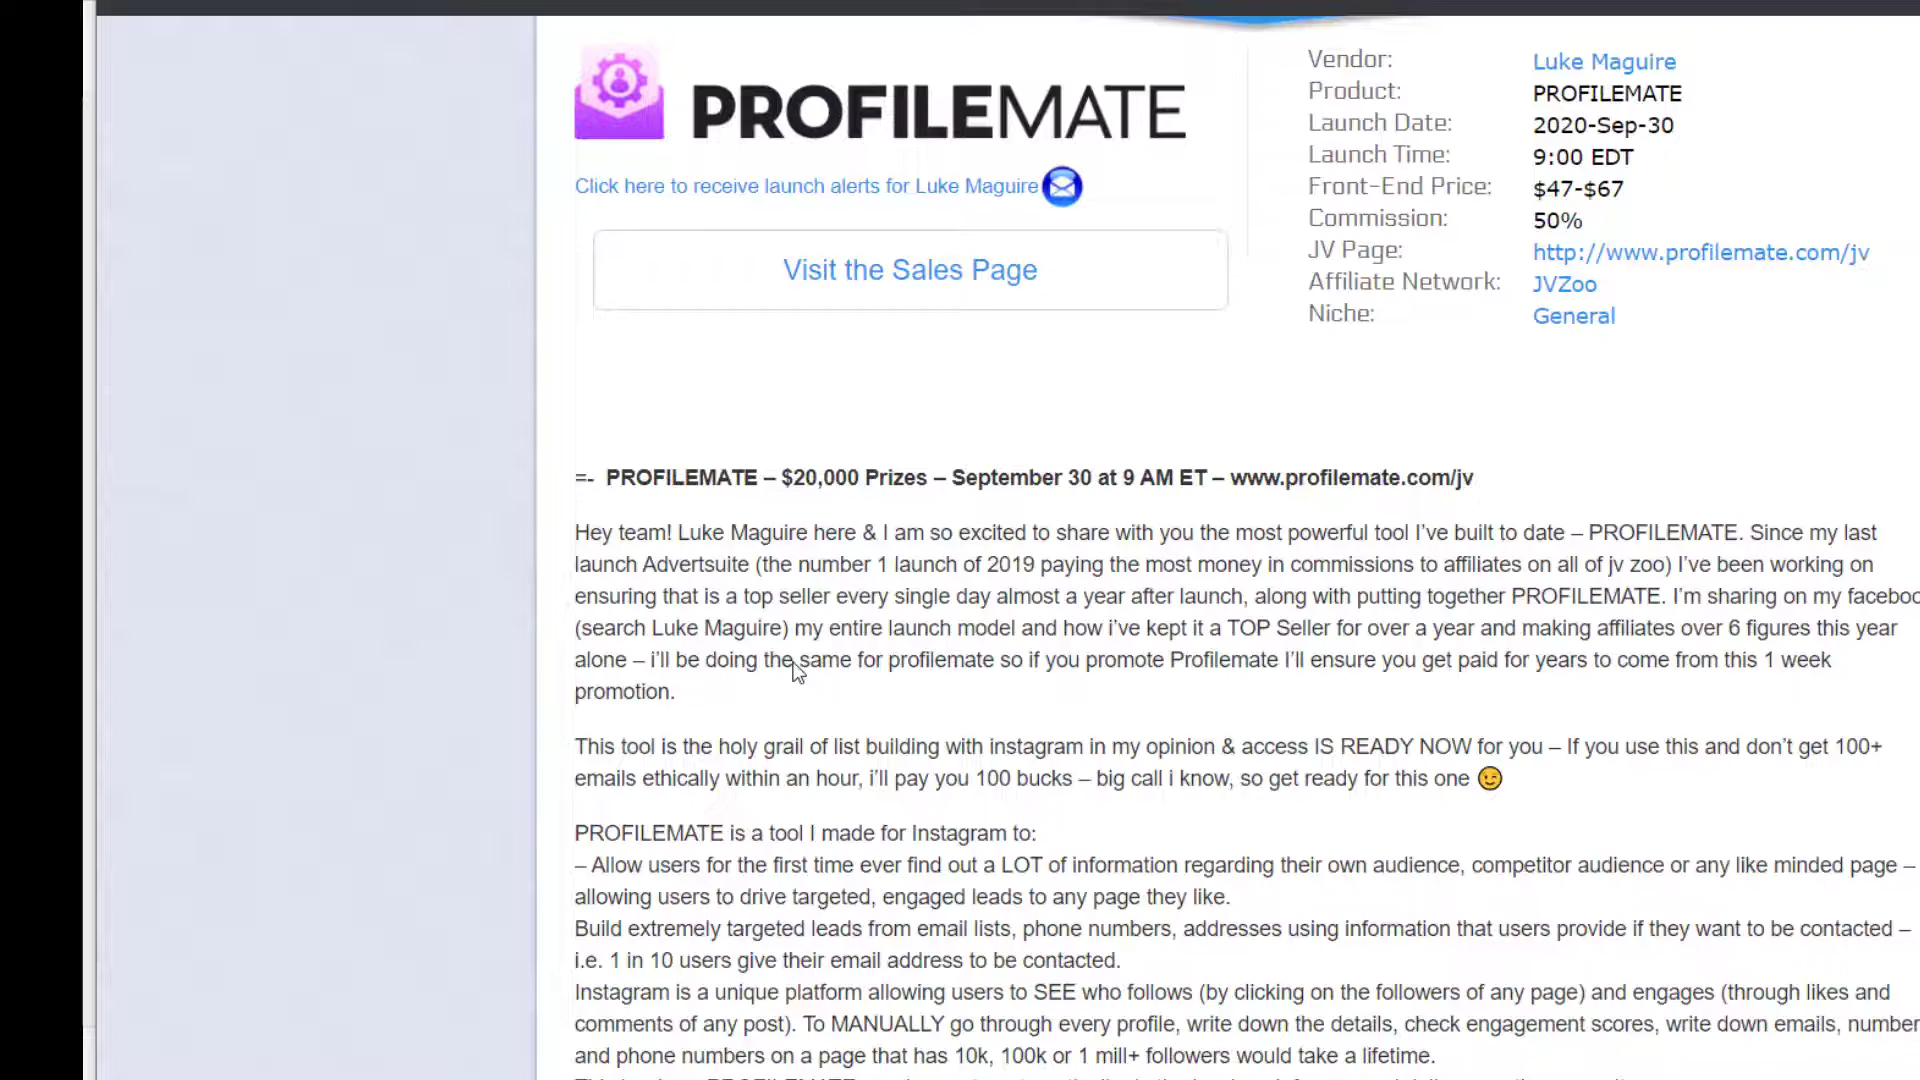 PROFILEMATE
Click here to receive launch alerts for Luke Maguire
Visit the Sales Page
Vendor: Luke Maguire
Product: PROFILEMATE
Launch Date: 2020-Sep-30
Launch Time: 9:00 EDT
Front-End Price: $47-$67
Commission: 50%
JV Page: http://www.profilemate.com/jv
Affiliate Network: JVZoo
Niche: General
=- PROFILEMATE – $20,000 Prizes – September 30 at 9 AM ET – www.profilemate.com/jv
Hey team! Luke Maguire here & I am so excited to share with you the most powerful tool I’ve built to date – PROFILEMATE. Since my last
launch Advertsuite (the number 1 launch of 2019 paying the most money in commissions to affiliates on all of jv zoo) I’ve been working on
ensuring that is a top seller every single day almost a year after launch, along with putting together PROFILEMATE. I’m sharing on my faceboo
(search Luke Maguire) my entire launch model and how i’ve kept it a TOP Seller for over a year and making affiliates over 6 figures this year
alone – i’ll be doing the same for profilemate so if you promote Profilemate I’ll ensure you get paid for years to come from this 1 week
promotion.
This tool is the holy grail of list building with instagram in my opinion & access IS READY NOW for you – If you use this and don’t get 100+
emails ethically within an hour, i’ll pay you 100 bucks – big call i know, so get ready for this one 😉
PROFILEMATE is a tool I made for Instagram to:
– Allow users for the first time ever find out a LOT of information regarding their own audience, competitor audience or any like minded page –
allowing users to drive targeted, engaged leads to any page they like.
Build extremely targeted leads from email lists, phone numbers, addresses using information that users provide if they want to be contacted –
i.e. 1 in 10 users give their email address to be contacted.
Instagram is a unique platform allowing users to SEE who follows (by clicking on the followers of any page) and engages (through likes and
comments of any post). To MANUALLY go through every profile, write down the details, check engagement scores, write down emails, number
and phone numbers on a page that has 10k, 100k or 1 mill+ followers would take a lifetime.